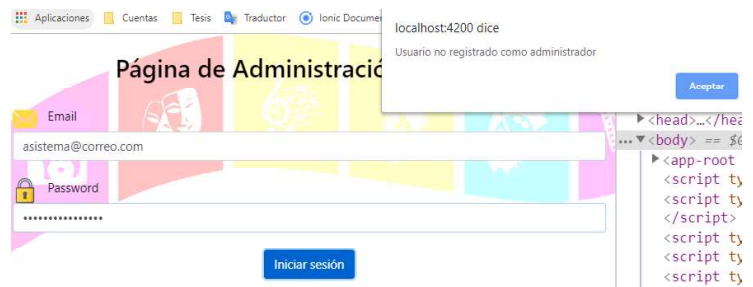 Aplicaciones Cuentas Tesis Traductor Ionic Documen
localhost:4200 dice
Usuario no registrado como administrador
Aceptar
Página de Administració
Email
asistema@correo.com
Password
••••••••••••••••
Iniciar sesión
▶<head>…</hea
••• ▼<body> == $0
▶<app-root
<script ty
<script ty
</script>
<script ty
<script ty
<script ty